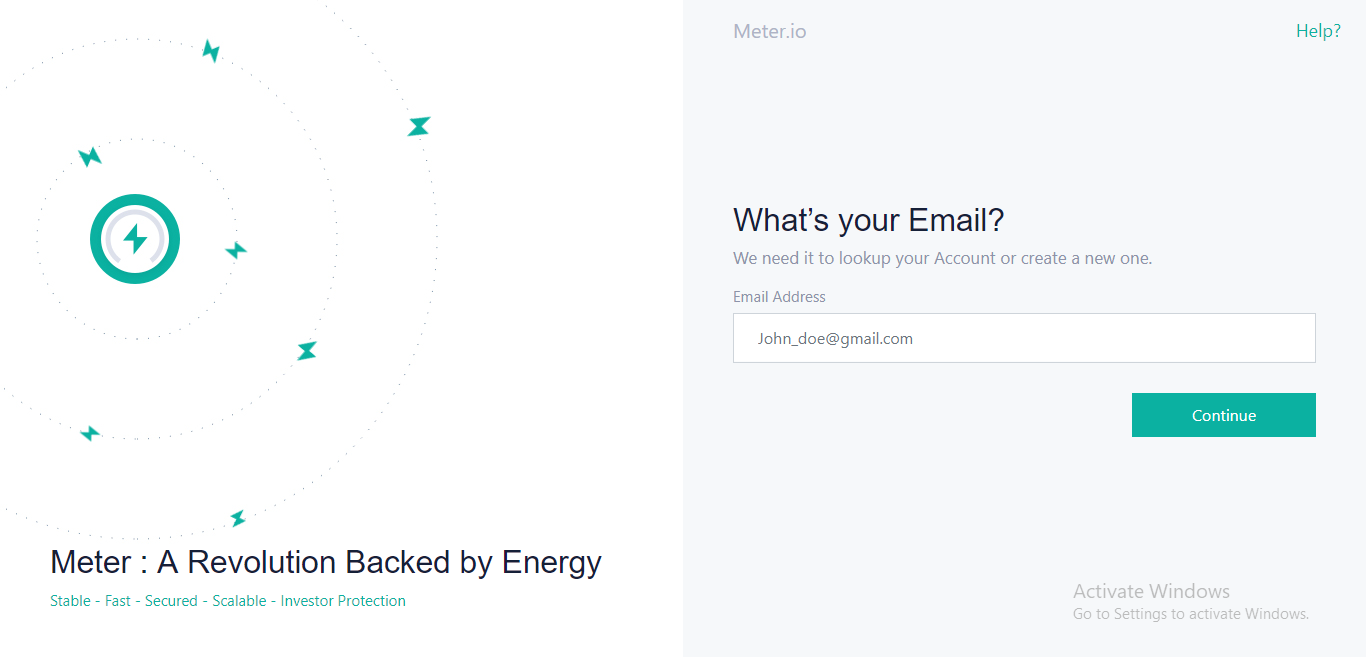 Meter.io
Help?
What’s your Email?
We need it to lookup your Account or create a new one.
Email Address
John_doe@gmail.com
Continue
Meter : A Revolution Backed by Energy
Stable - Fast - Secured - Scalable - Investor Protection
Activate Windows
Go to Settings to activate Windows.